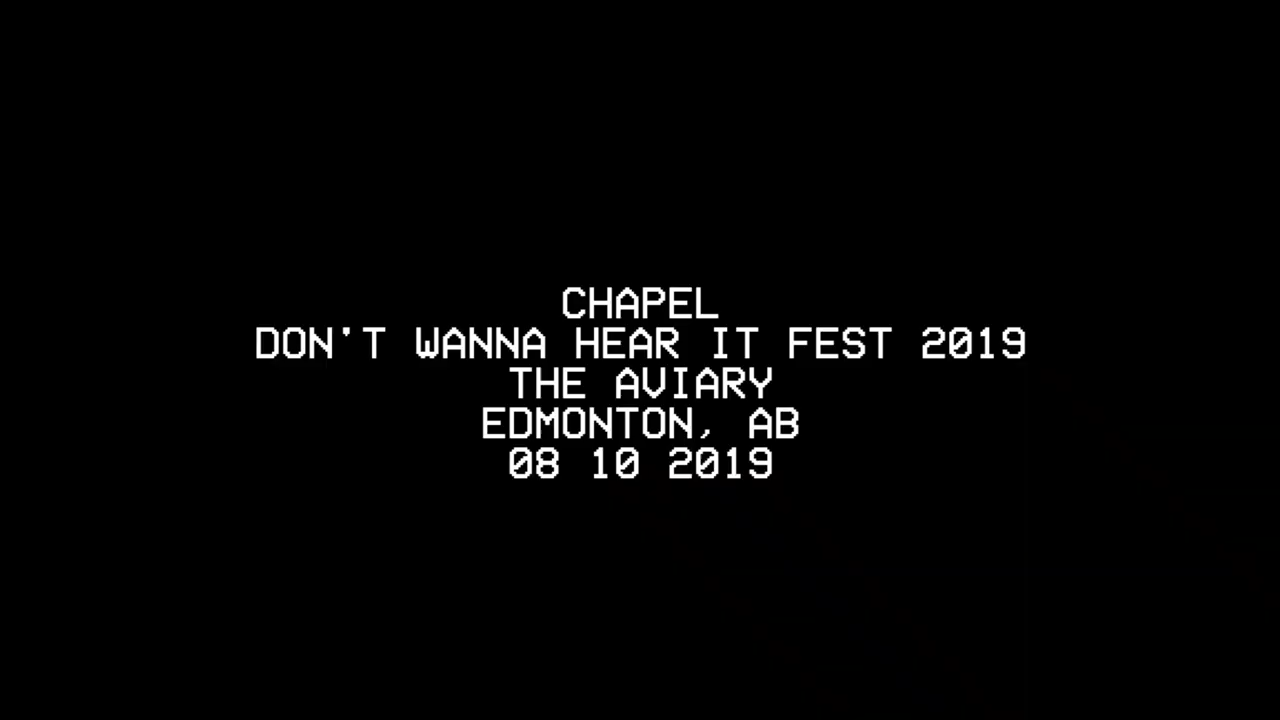 CHAPEL
DON'T WANNA HEAR IT FEST 2019
THE AVIARY
EDMONTON, AB
08 10 2019